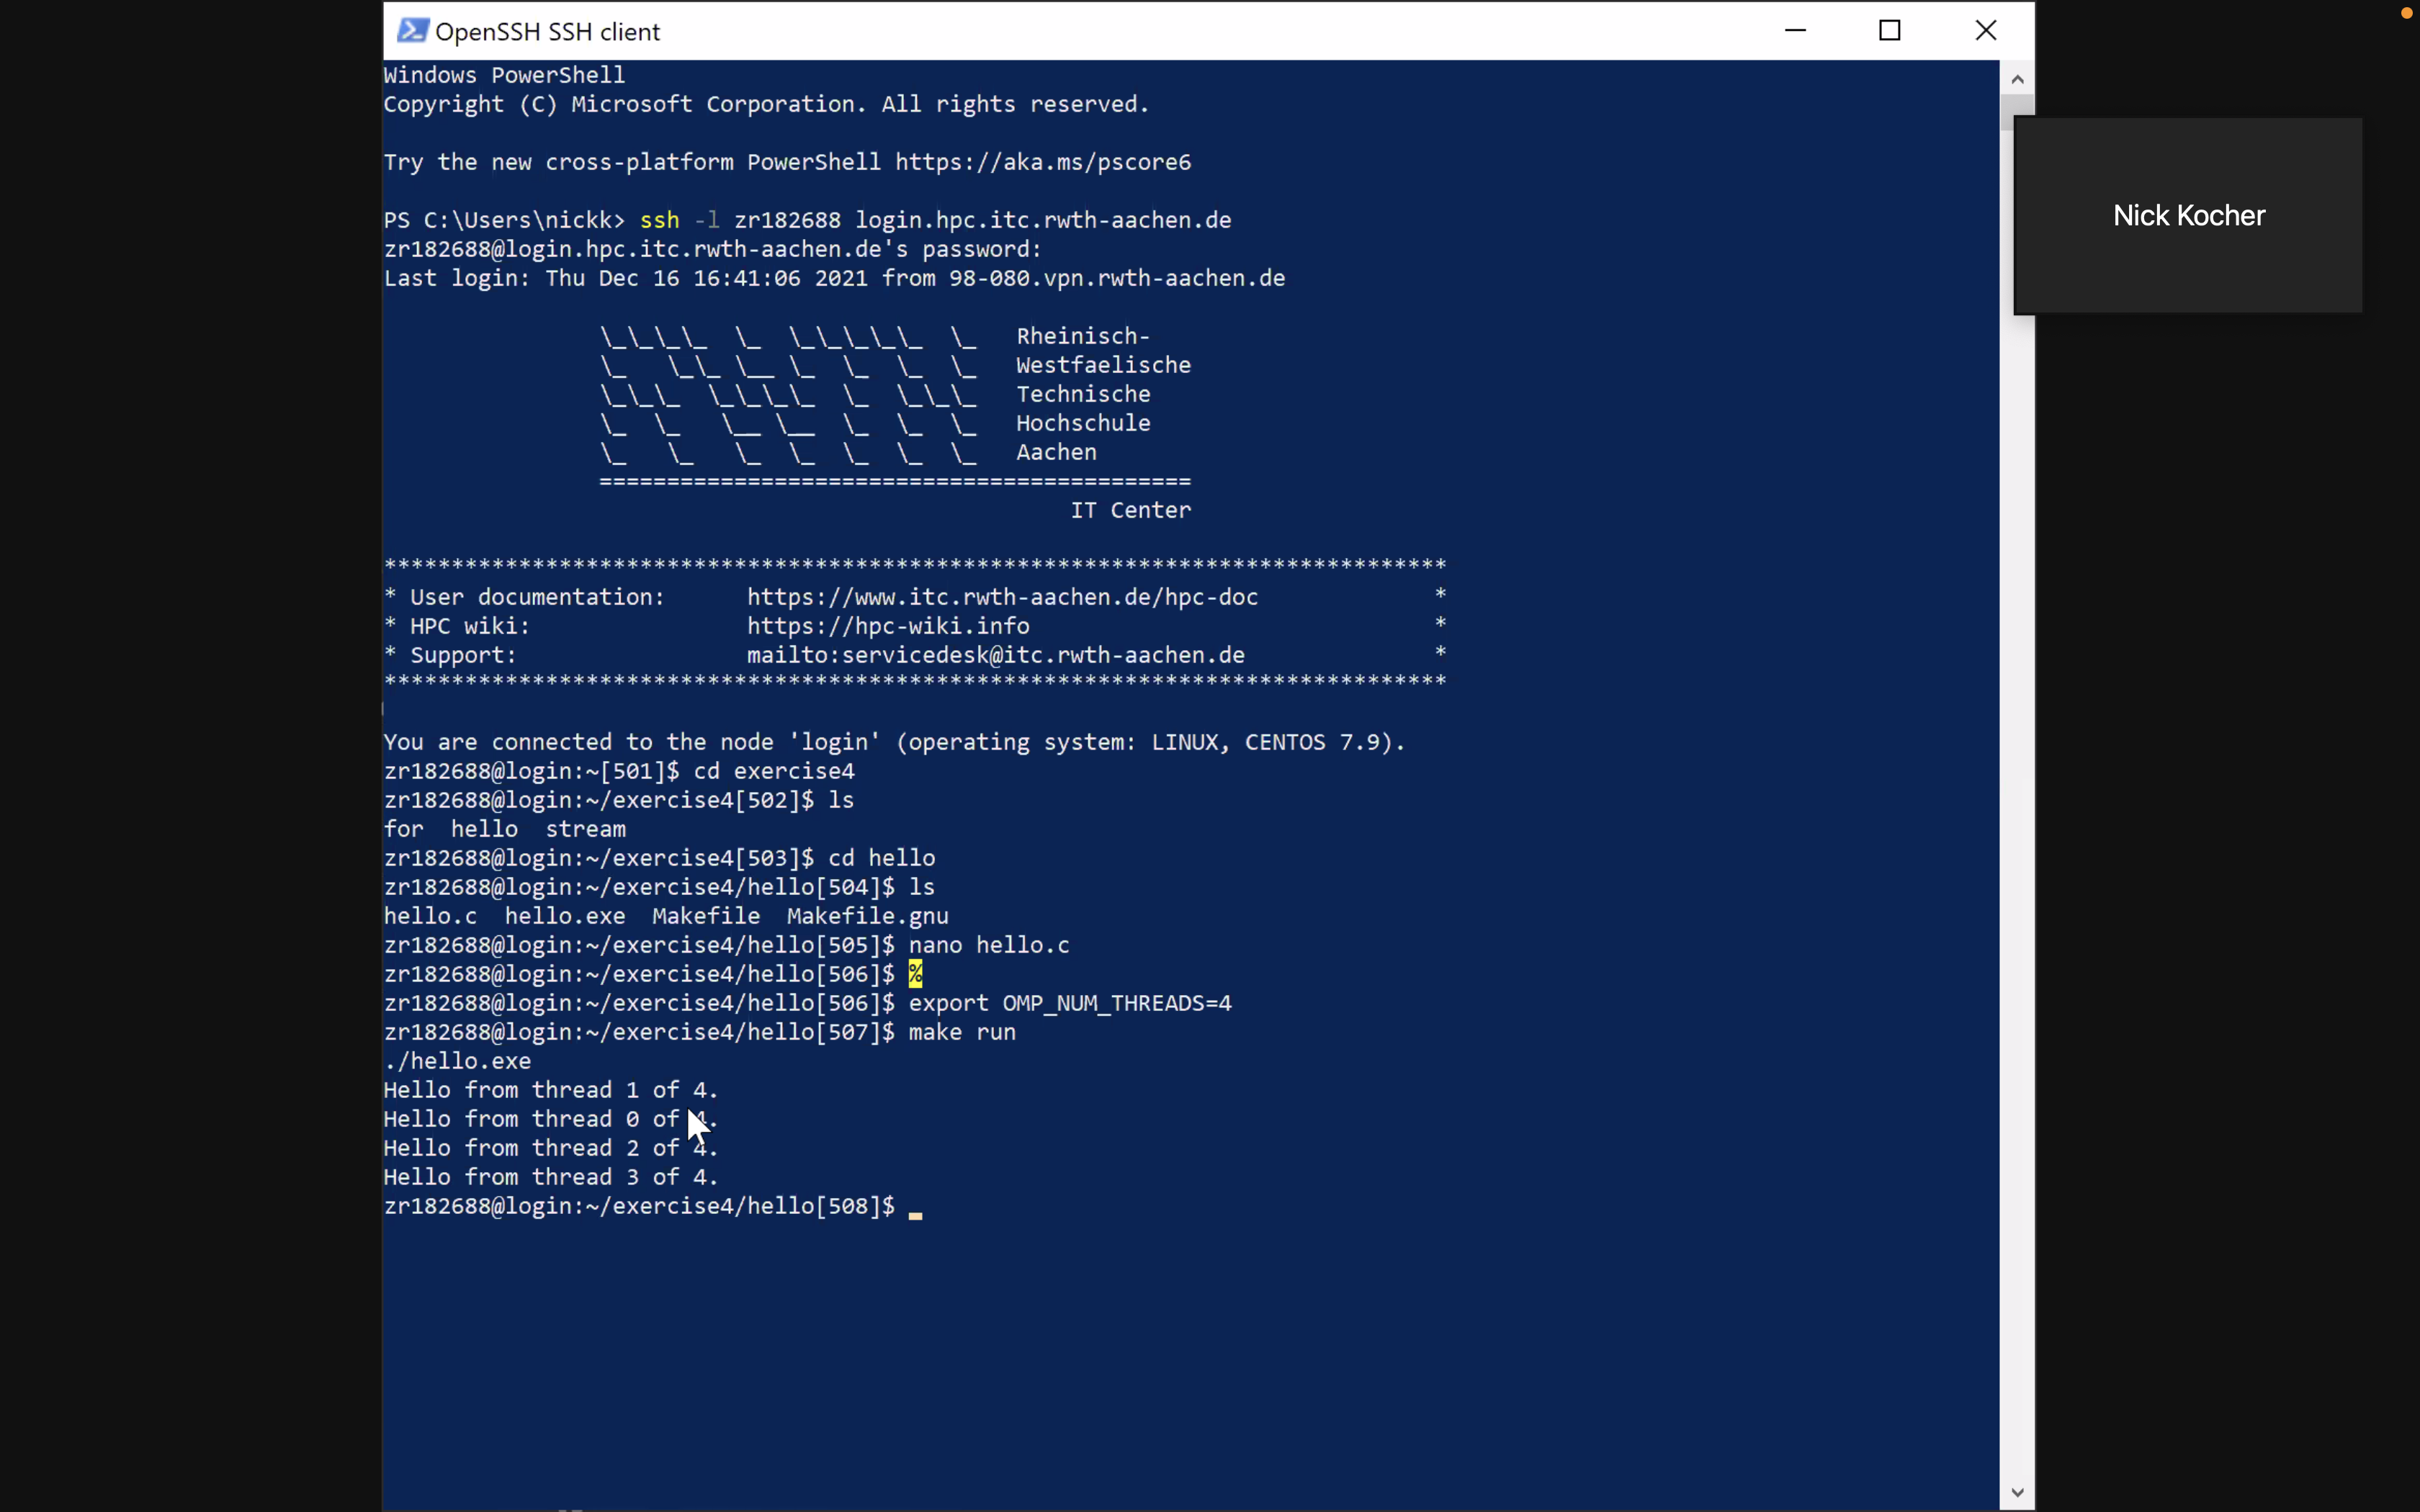 OpenSSH SSH client
Windows PowerShell
Copyright (C) Microsoft Corporation. All rights reserved.
Try the new cross-platform PowerShell https://aka.ms/pscore6
PS C:\Users\nickk> ssh -l zr182688 login.hpc.itc.rwth-aachen.de
zr182688@login.hpc.itc.rwth-aachen.de's password:
Last login: Thu Dec 16 16:41:06 2021 from 98-080.vpn.rwth-aachen.de
Nick Kocher
\_\_\_\_  \_  \_\_\_\_\_  \_   Rheinisch-
\_   \_\_ \__ \_  \_  \_  \_   Westfaelische
\_\_\_  \_\_\_\_  \_  \_\_\_   Technische
\_  \_   \__ \__  \_  \_  \_   Hochschule
\_   \_   \_  \_  \_  \_  \_   Aachen
============================================
IT Center
*******************************************************************************
* User documentation:      https://www.itc.rwth-aachen.de/hpc-doc             *
* HPC wiki:                https://hpc-wiki.info                              *
* Support:                 mailto:servicedesk@itc.rwth-aachen.de              *
*******************************************************************************
You are connected to the node 'login' (operating system: LINUX, CENTOS 7.9).
zr182688@login:~[501]$ cd exercise4
zr182688@login:~/exercise4[502]$ ls
for  hello  stream
zr182688@login:~/exercise4[503]$ cd hello
zr182688@login:~/exercise4/hello[504]$ ls
hello.c  hello.exe  Makefile  Makefile.gnu
zr182688@login:~/exercise4/hello[505]$ nano hello.c
zr182688@login:~/exercise4/hello[506]$ %
zr182688@login:~/exercise4/hello[506]$ export OMP_NUM_THREADS=4
zr182688@login:~/exercise4/hello[507]$ make run
./hello.exe
Hello from thread 1 of 4.
Hello from thread 0 of 4.
Hello from thread 2 of 4.
Hello from thread 3 of 4.
zr182688@login:~/exercise4/hello[508]$